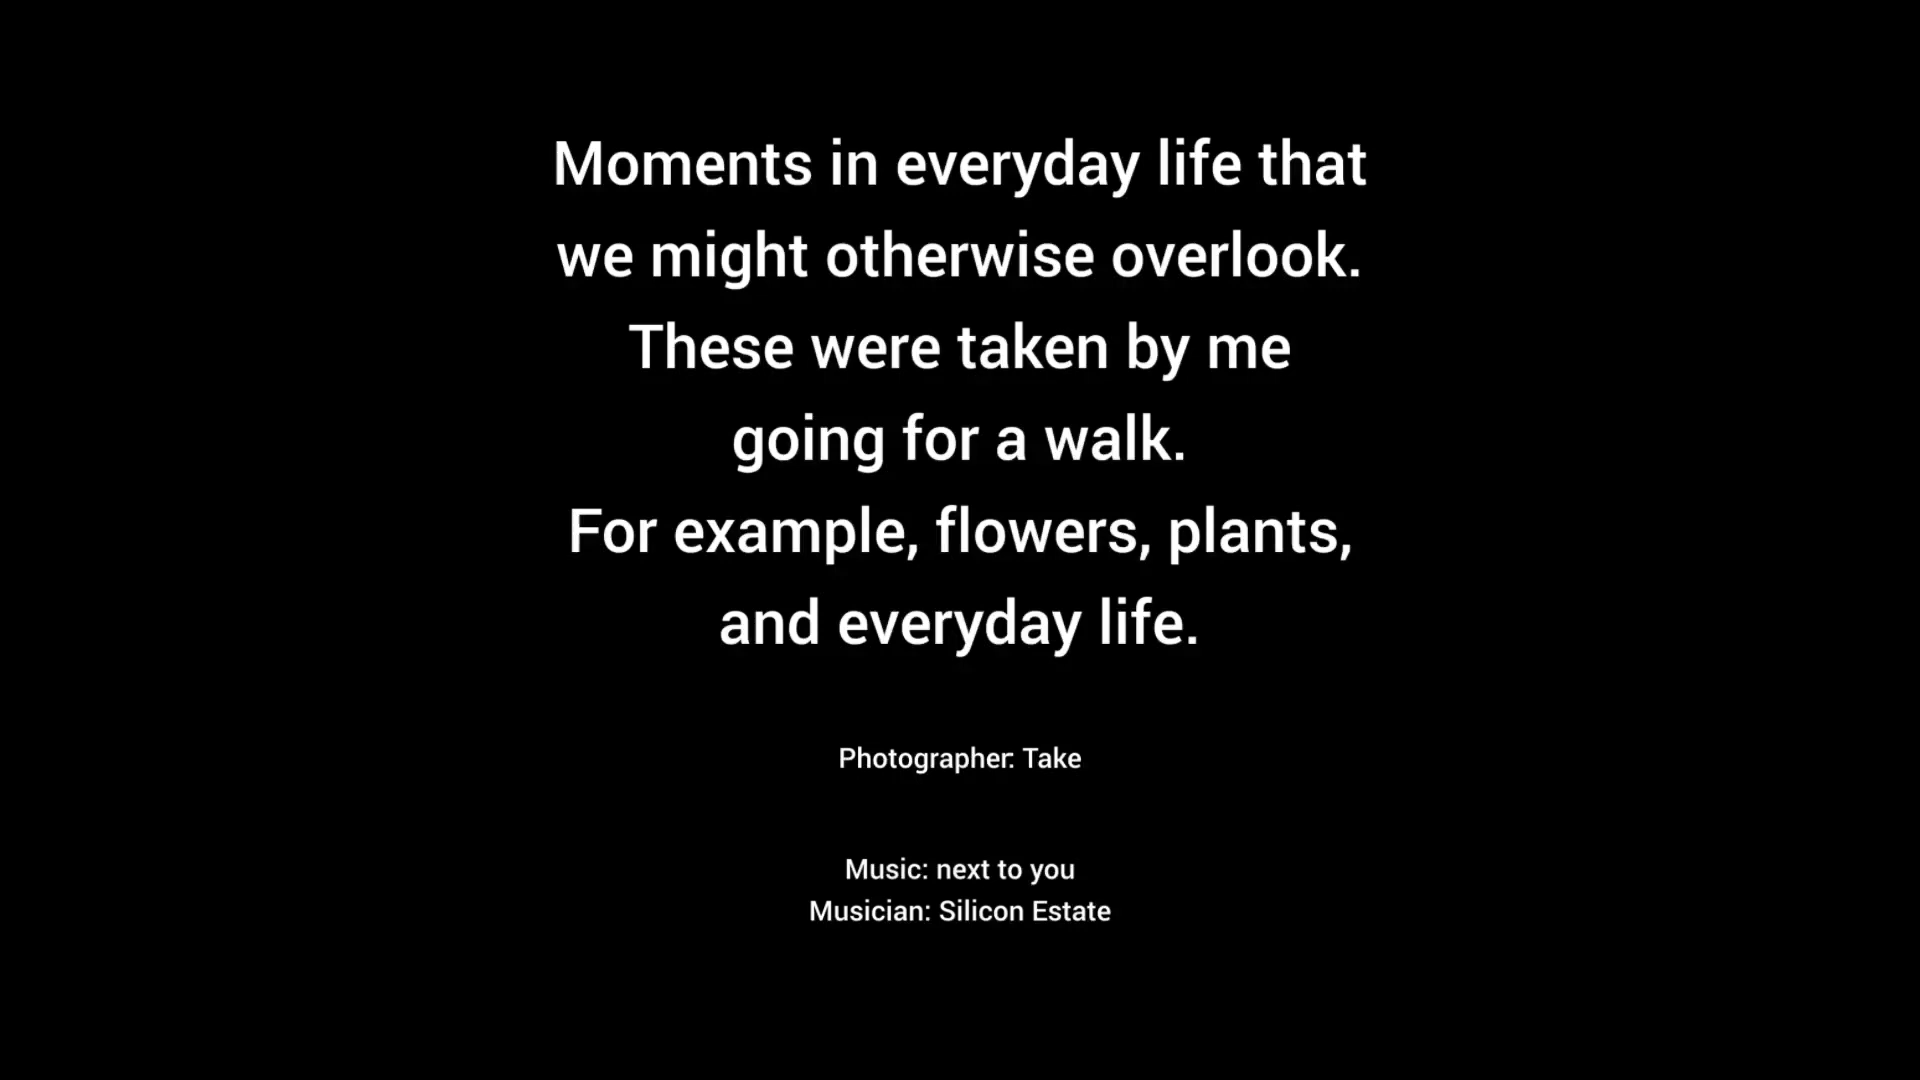 Moments in everyday life that
we might otherwise overlook.
These were taken by me
going for a walk.
For example, flowers, plants,
and everyday life.
Photographer: Take
Music: next to you
Musician: Silicon Estate